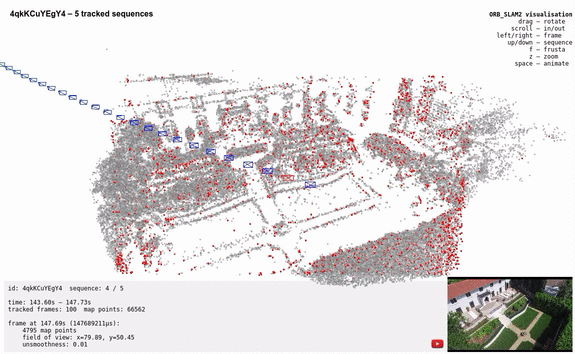 4qkKCuYEgY4 – 5 tracked sequences
ORB_SLAM2 visualisation
drag – rotate
scroll – in/out
left/right – frame
up/down – sequence
f – frusta
z – zoom
space – animate
id: 4qkKCuYEgY4 sequence: 4 / 5
time: 143.60s – 147.73s
tracked frames: 100 map points: 66562
frame at 147.69s (147689211μs):
4795 map points
field of view: x=79.89, y=50.45
unsmoothness: 0.01